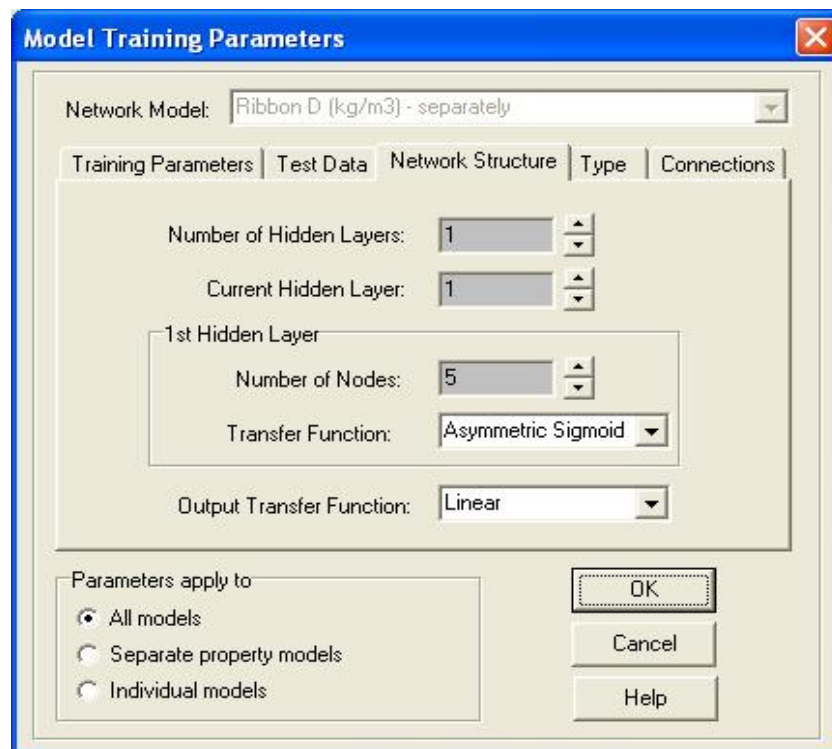 Model Training Parameters
Network Model: Ribbon D (kg/m3) - separately
Training Parameters Test Data Network Structure Type Connections
Number of Hidden Layers: 1
Current Hidden Layer: 1
1st Hidden Layer
Number of Nodes: 5
Transfer Function: Asymmetric Sigmoid
Output Transfer Function: Linear
Parameters apply to
All models
Separate property models
Individual models
OK
Cancel
Help